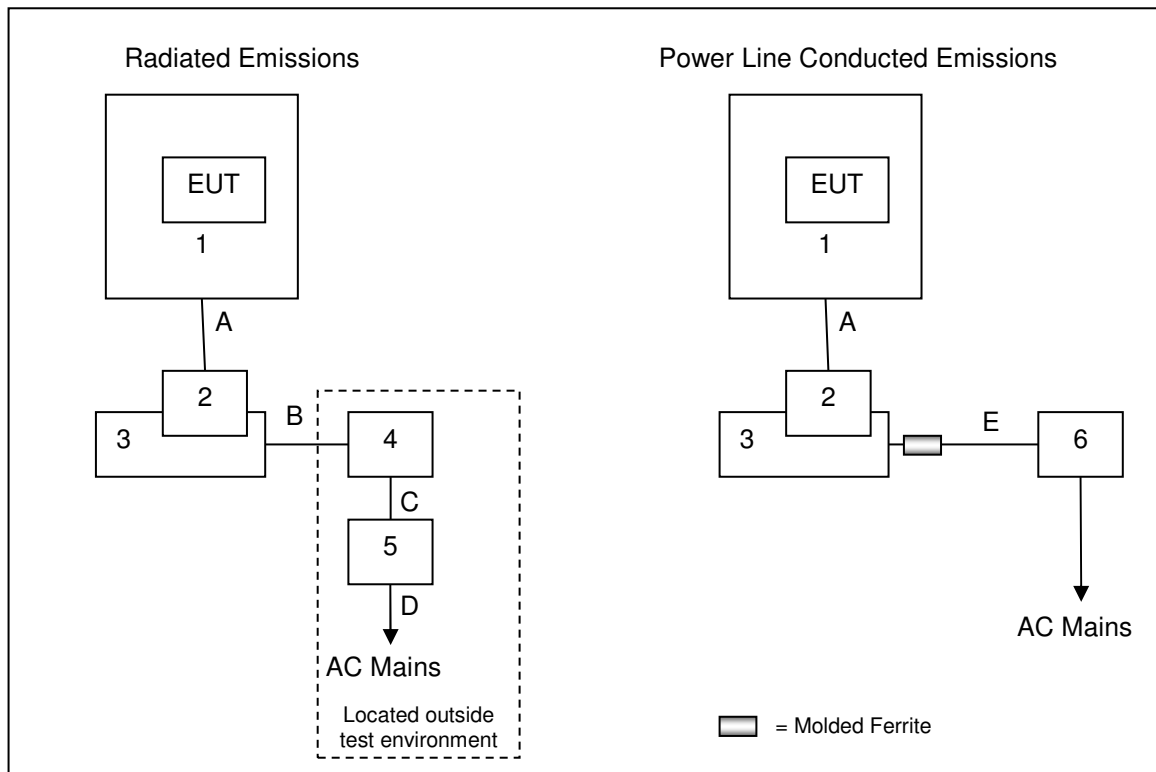 Radiated Emissions
EUT
1
A
2
3
B
4
C
5
D
AC Mains
Located outside
test environment
Power Line Conducted Emissions
EUT
1
A
2
3
E
6
AC Mains
= Molded Ferrite